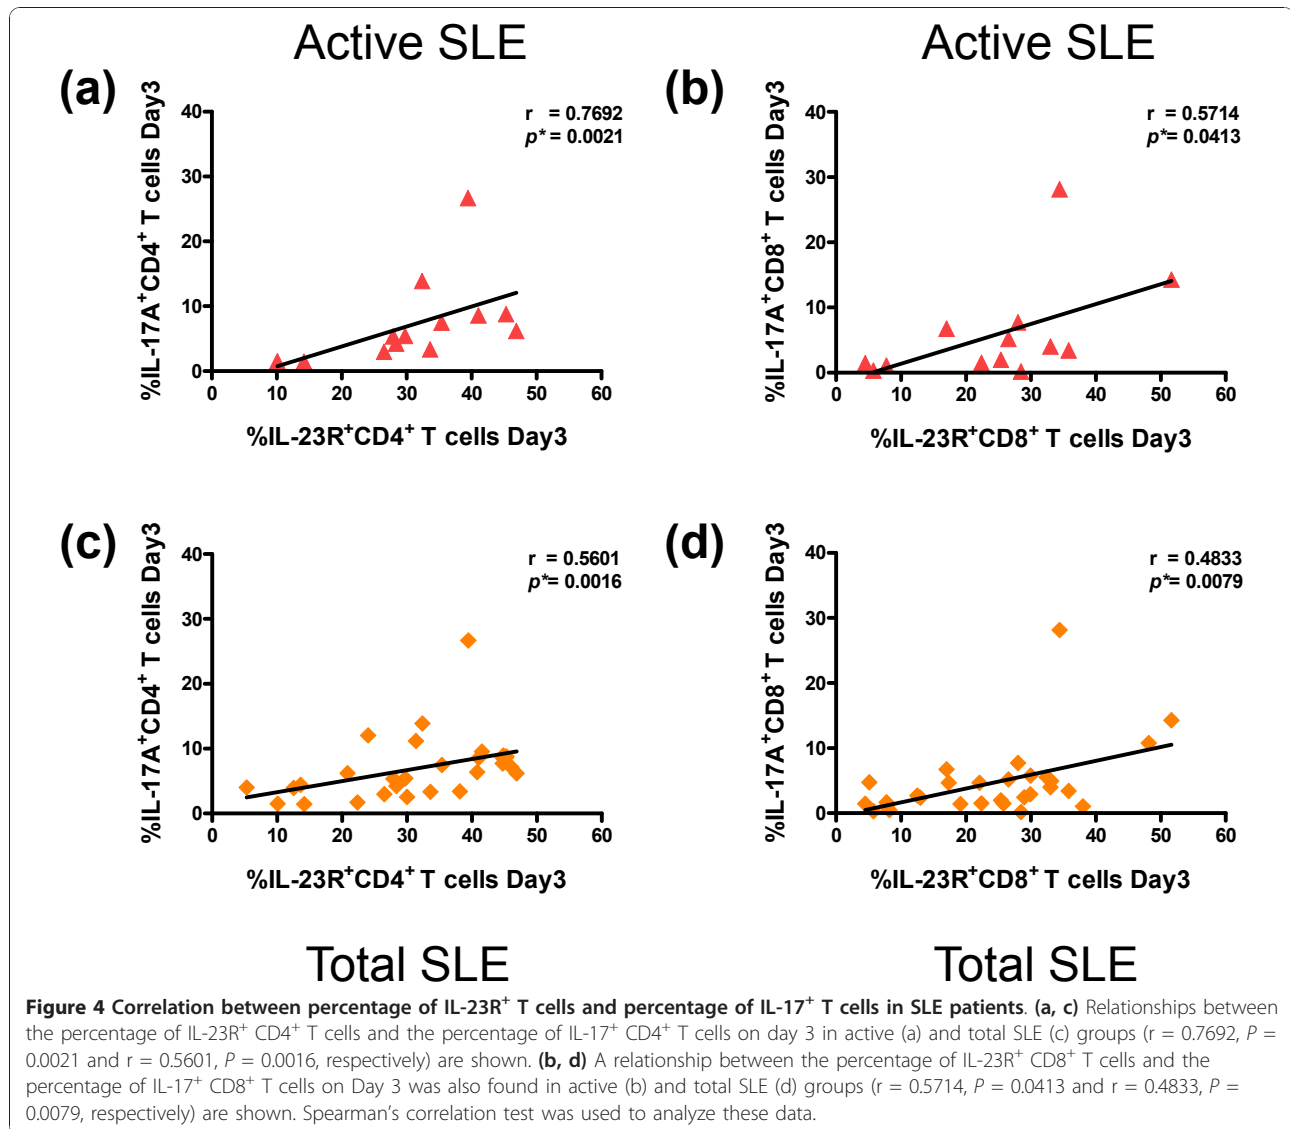 Active SLE
Active SLE
(a)
%IL-17A⁺CD4⁺ T cells Day3
40
30
20
10
0
r = 0.7692
p* = 0.0021
0 10 20 30 40 50 60
%IL-23R⁺CD4⁺ T cells Day3
(b)
%IL-17A⁺CD8⁺ T cells Day3
40
30
20
10
0
r = 0.5714
p* = 0.0413
0 10 20 30 40 50 60
%IL-23R⁺CD8⁺ T cells Day3
(c)
%IL-17A⁺CD4⁺ T cells Day3
40
30
20
10
0
r = 0.5601
p*= 0.0016
0 10 20 30 40 50 60
%IL-23R⁺CD4⁺ T cells Day3
(d)
%IL-17A⁺CD8⁺ T cells Day3
40
30
20
10
0
r = 0.4833
p*= 0.0079
0 10 20 30 40 50 60
%IL-23R⁺CD8⁺ T cells Day3
Total SLE
Total SLE
Figure 4 Correlation between percentage of IL-23R⁺ T cells and percentage of IL-17⁺ T cells in SLE patients. (a, c) Relationships between
the percentage of IL-23R⁺ CD4⁺ T cells and the percentage of IL-17⁺ CD4⁺ T cells on day 3 in active (a) and total SLE (c) groups (r = 0.7692, P =
0.0021 and r = 0.5601, P = 0.0016, respectively) are shown. (b, d) A relationship between the percentage of IL-23R⁺ CD8⁺ T cells and the
percentage of IL-17⁺ CD8⁺ T cells on Day 3 was also found in active (b) and total SLE (d) groups (r = 0.5714, P = 0.0413 and r = 0.4833, P =
0.0079, respectively) are shown. Spearman's correlation test was used to analyze these data.